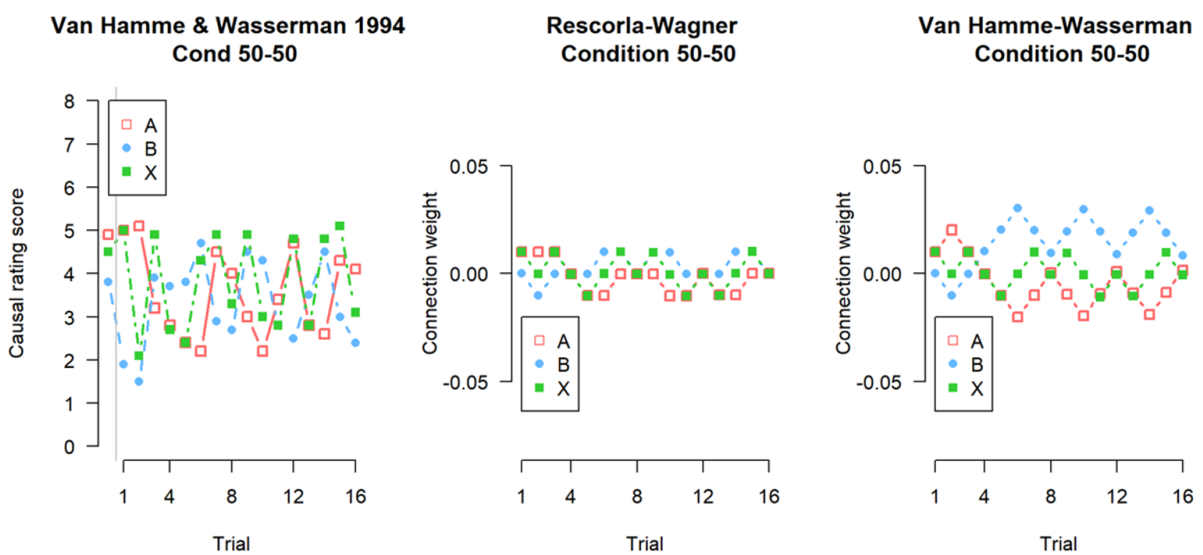 Van Hamme & Wasserman 1994
Cond 50-50
Rescorla-Wagner
Condition 50-50
Van Hamme-Wasserman
Condition 50-50
Causal rating score
8
7
6
5
4
3
2
1
0
A
B
X
1 4 8 12 16
Trial
Connection weight
0.05
0.00
-0.05
A
B
X
1 4 8 12 16
Trial
Connection weight
0.05
0.00
-0.05
A
B
X
1 4 8 12 16
Trial